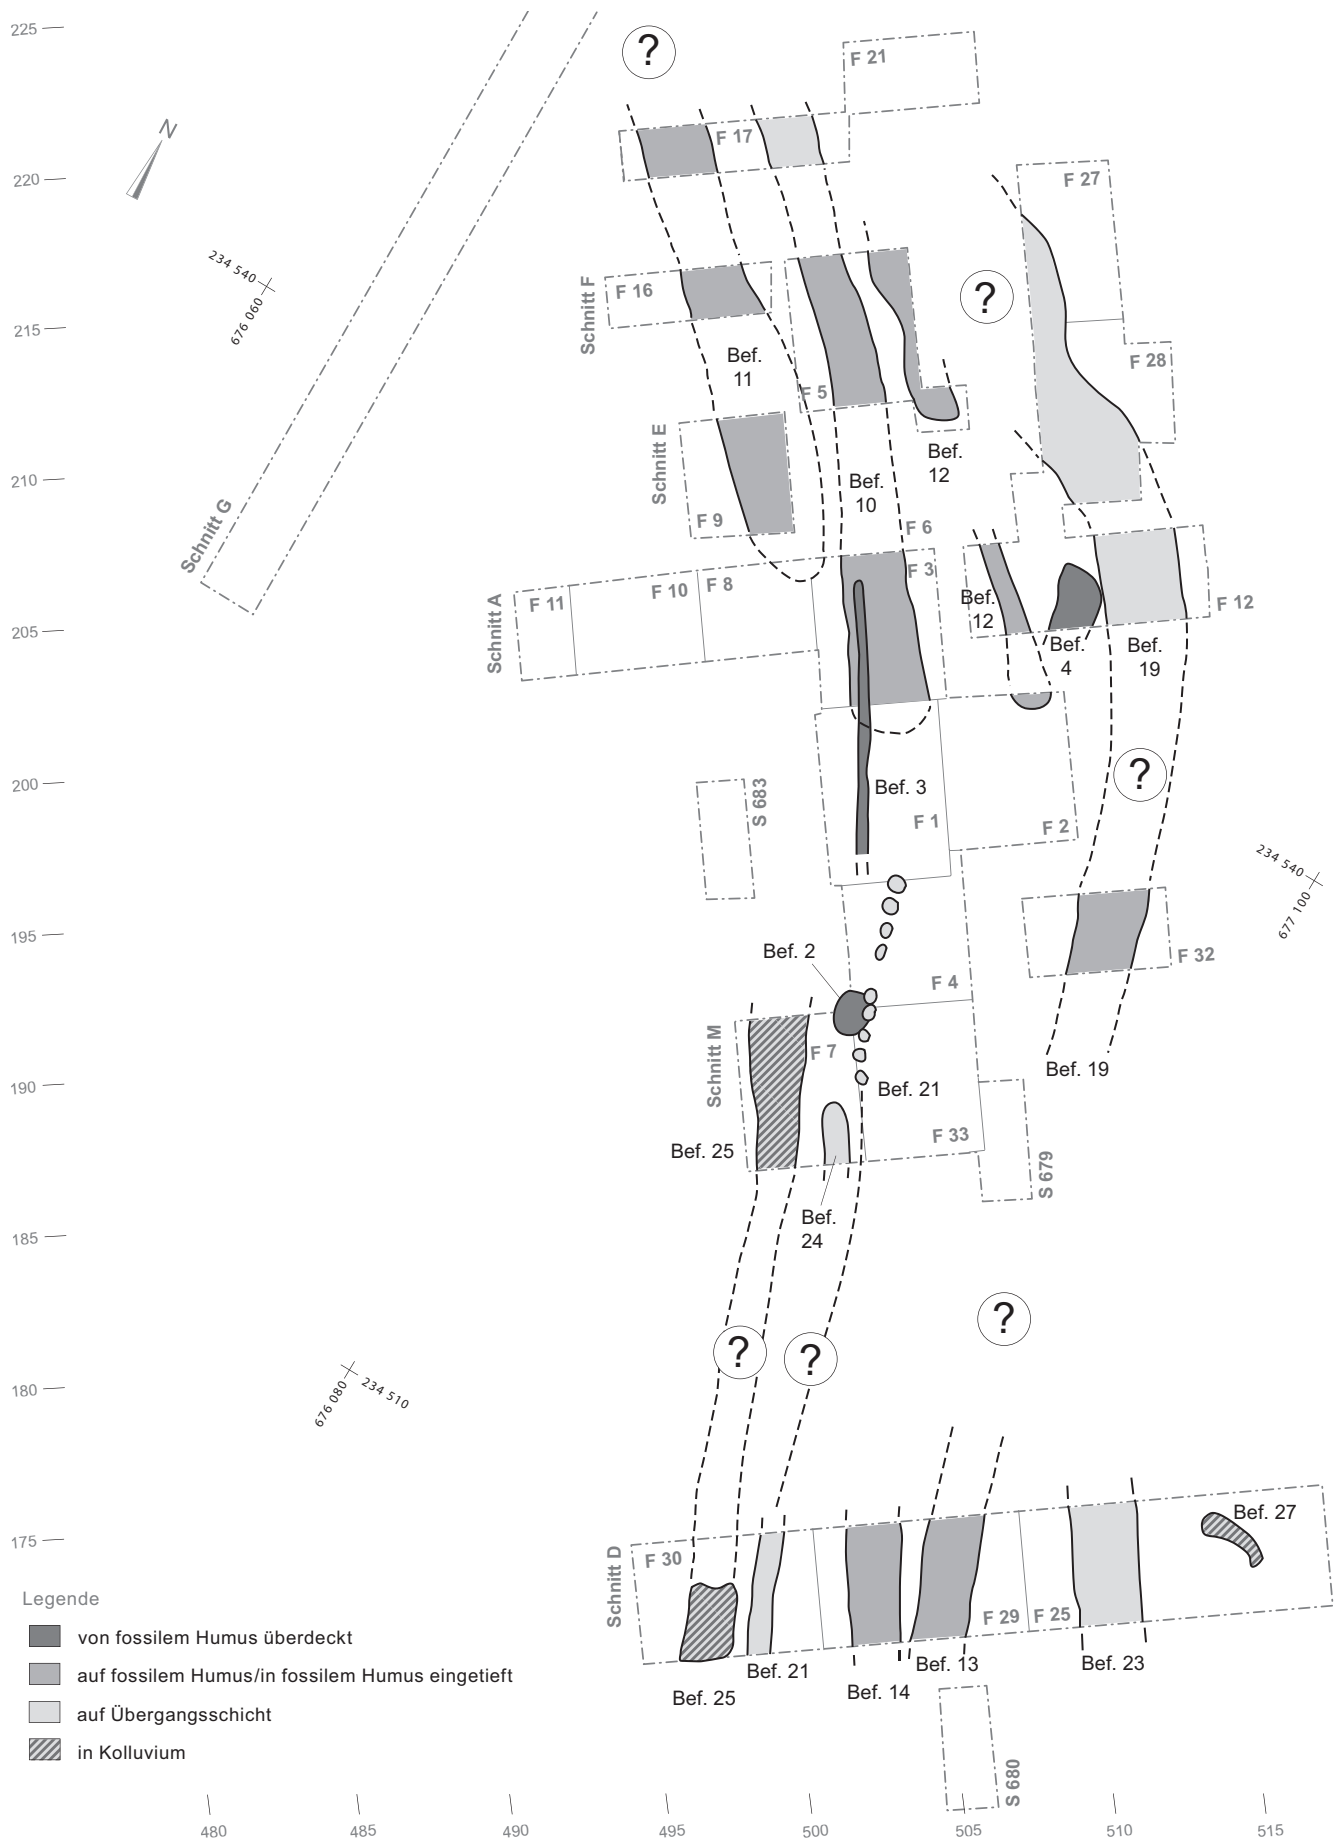 225
?
F 21
N
F 17
220
F 27
234 540
676 060
Schnitt F
F 16
?
215
Bef.
11
F 28
F 5
Schnitt E
Bef.
12
210
Bef.
10
F 9
F 6
Schnitt G
F 3
F 11
F 10
F 8
Schnitt A
Bef.
12
F 12
205
Bef.
4
Bef.
19
?
200
S 683
Bef. 3
F 1
F 2
234 540
677 100
195
Bef. 2
F 32
F 4
Schnitt M
F 7
190
Bef. 19
Bef. 21
Bef. 25
F 33
S 679
Bef.
24
185
?
?
?
180
676 080
234 510
Bef. 27
175
Schnitt D
F 30
F 29
F 25
Legende
von fossilem Humus überdeckt
auf fossilem Humus/in fossilem Humus eingetieft
auf Übergangsschicht
in Kolluvium
Bef. 25
Bef. 21
Bef. 14
Bef. 13
Bef. 23
S 680
480
485
490
495
500
505
510
515